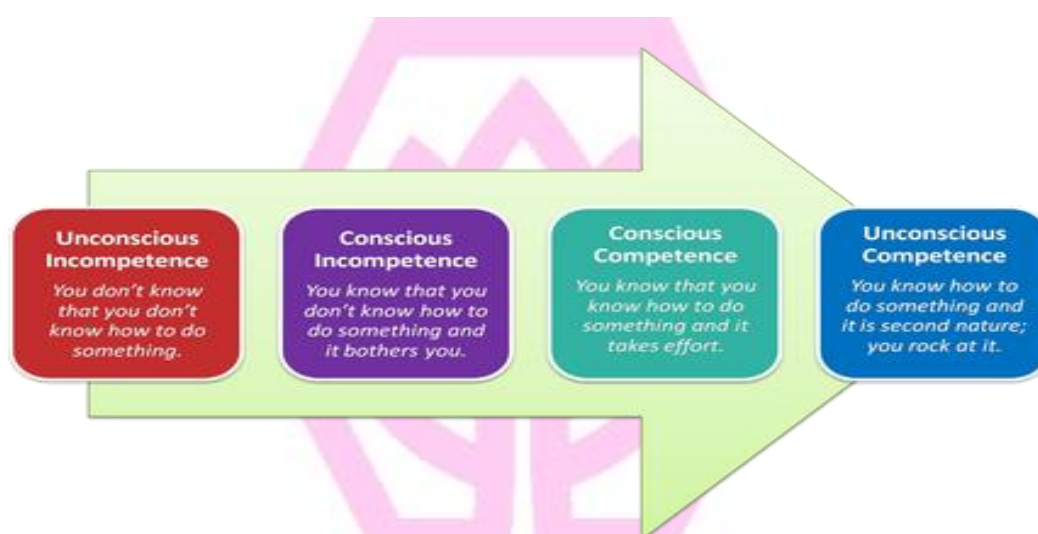 Unconscious
Incompetence
You don't know
that you don't
know how to do
something.
Conscious
Incompetence
You know that you
don't know how to
do something and
it bothers you.
Conscious
Competence
You know that you
know how to do
something and it
takes effort.
Unconscious
Competence
You know how to
do something and
it is second nature;
you rock at it.